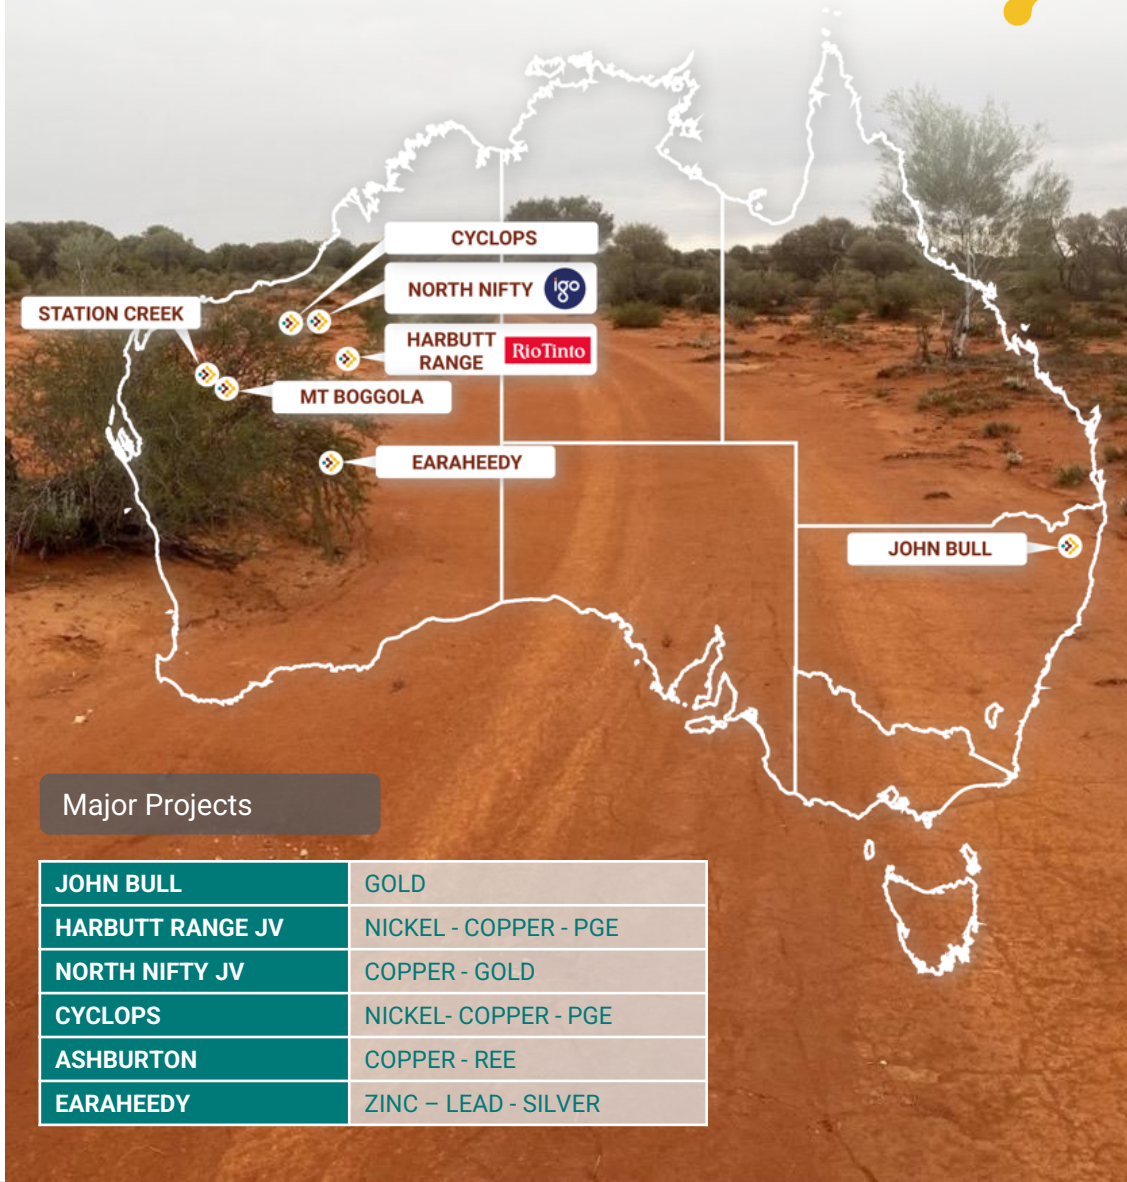 CYCLOPS
NORTH NIFTY igo
STATION CREEK
HARBUTT
RANGE RioTinto
MT BOGGOLA
EARAHEEDY
JOHN BULL
Major Projects
JOHN BULL GOLD
HARBUTT RANGE JV NICKEL - COPPER - PGE
NORTH NIFTY JV COPPER - GOLD
CYCLOPS NICKEL- COPPER - PGE
ASHBURTON COPPER - REE
EARAHEEDY ZINC – LEAD - SILVER